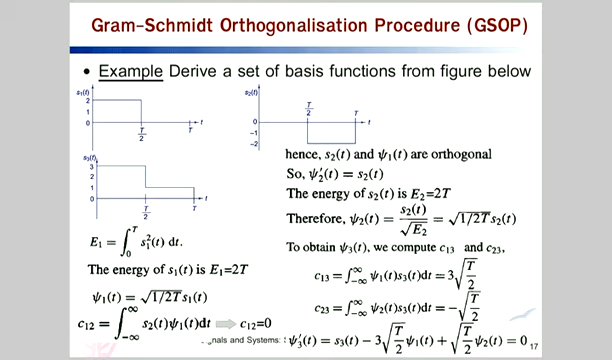 Gram-Schmidt Orthogonalisation Procedure (GSOP)
• Example Derive a set of basis functions from figure below
s₁(t)
2
1
0
T/2
T
t
s₂(t)
0
-1
-2
T/2
T
t
s₃(t)
3
2
1
0
T/2
T
t
E₁ = ∫₀ᵀ s₁²(t) dt.
The energy of s₁(t) is E₁=2T
ψ₁(t) = √1/2T s₁(t)
c₁₂ = ∫₋∞^∞ s₂(t)ψ₁(t)dt ⇨ c₁₂=0
hence, s₂(t) and ψ₁(t) are orthogonal
So, ψ₂′(t) = s₂(t)
The energy of s₂(t) is E₂=2T
Therefore, ψ₂(t) = s₂(t)/√E₂ = √1/2T s₂(t)
To obtain ψ₃(t), we compute c₁₃ and c₂₃,
c₁₃ = ∫₋∞^∞ ψ₁(t)s₃(t)dt = 3√(T/2)
c₂₃ = ∫₋∞^∞ ψ₂(t)s₃(t)dt = −√(T/2)
ψ₃′(t) = s₃(t) − 3√(T/2) ψ₁(t) + √(T/2) ψ₂(t) = 0
nals and Systems:
17